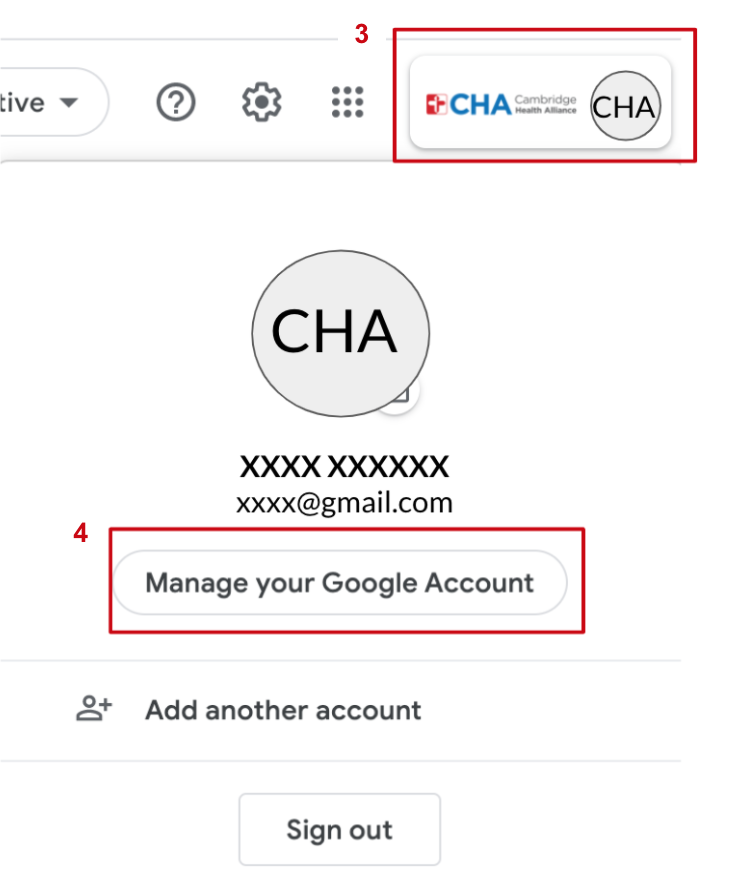 3
tive
CHA Cambridge Health Alliance
CHA
CHA
XXXX XXXXXX
xxxx@gmail.com
4
Manage your Google Account
Add another account
Sign out